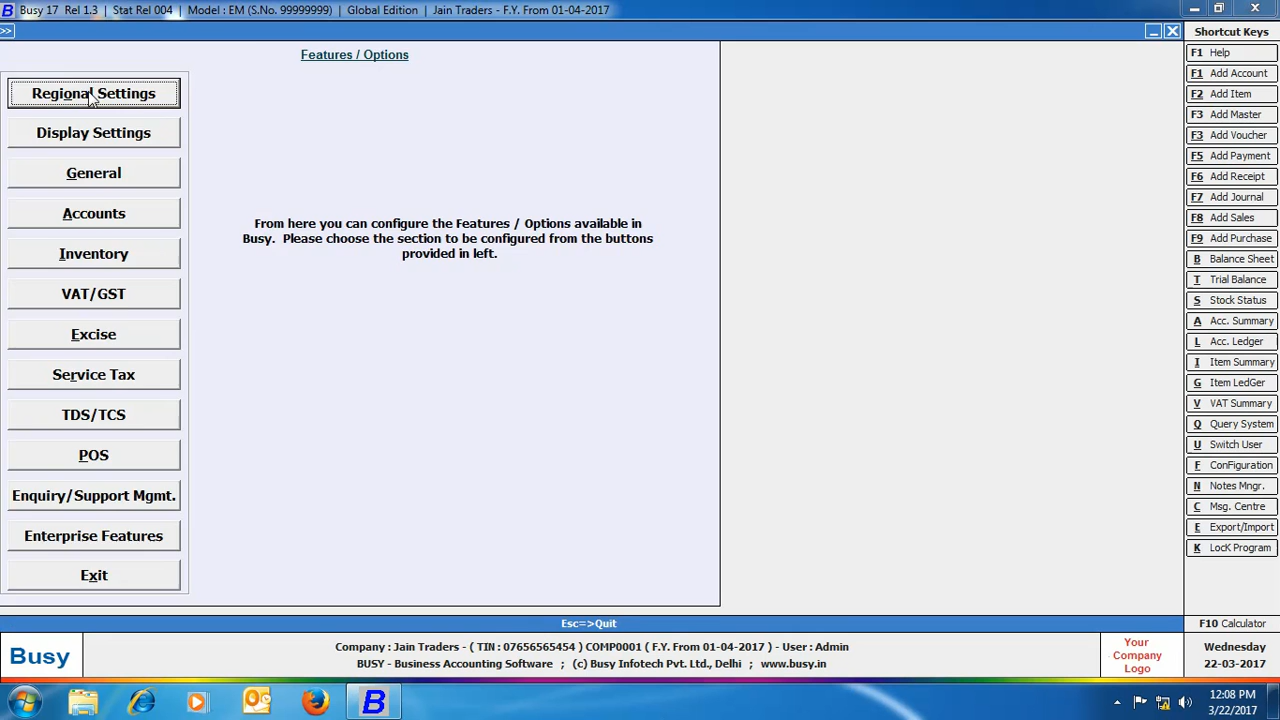 Busy 17 Rel 1.3 | Stat Rel 004 | Model : EM (S.No. 99999999) | Global Edition | Jain Traders - F.Y. From 01-04-2017
>>
Features / Options
Regional Settings
Display Settings
General
Accounts
Inventory
VAT/GST
Excise
Service Tax
TDS/TCS
POS
Enquiry/Support Mgmt.
Enterprise Features
Exit
From here you can configure the Features / Options available in
Busy. Please choose the section to be configured from the buttons
provided in left.
Shortcut Keys
F1 Help
F1 Add Account
F2 Add Item
F3 Add Master
F3 Add Voucher
F5 Add Payment
F6 Add Receipt
F7 Add Journal
F8 Add Sales
F9 Add Purchase
B Balance Sheet
T Trial Balance
S Stock Status
A Acc. Summary
L Acc. Ledger
I Item Summary
G Item LedGer
V VAT Summary
Q Query System
U Switch User
F ConFiguration
N Notes Mngr.
C Msg. Centre
E Export/Import
K LocK Program
Esc=>Quit
F10 Calculator
Busy
Company : Jain Traders - ( TIN : 07656565454 ) COMP0001 ( F.Y. From 01-04-2017 ) - User : Admin
BUSY - Business Accounting Software ; (c) Busy Infotech Pvt. Ltd., Delhi ; www.busy.in
Your
Company
Logo
Wednesday
22-03-2017
B
12:08 PM
3/22/2017